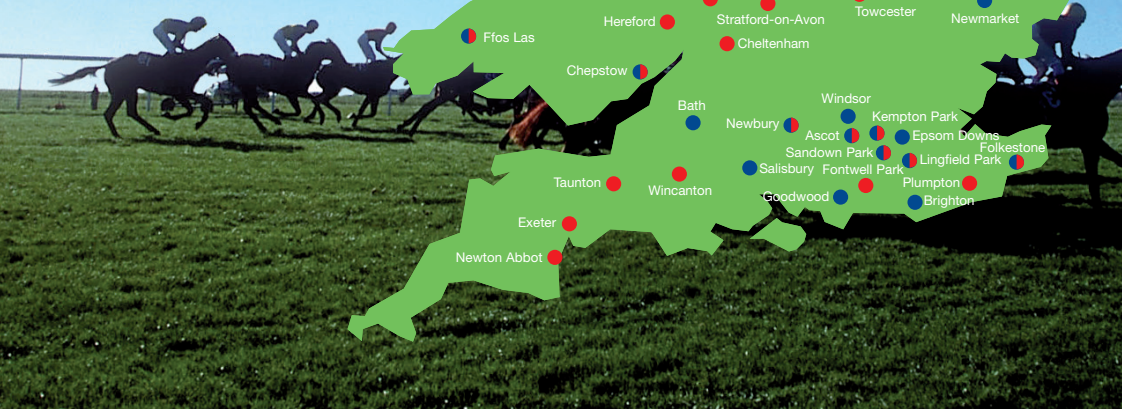 Hereford
Stratford-on-Avon
Towcester
Newmarket
Ffos Las
Cheltenham
Chepstow
Bath
Windsor
Newbury
Kempton Park
Ascot
Epsom Downs
Sandown Park
Folkestone
Lingfield Park
Salisbury
Fontwell Park
Taunton
Wincanton
Plumpton
Goodwood
Brighton
Exeter
Newton Abbot